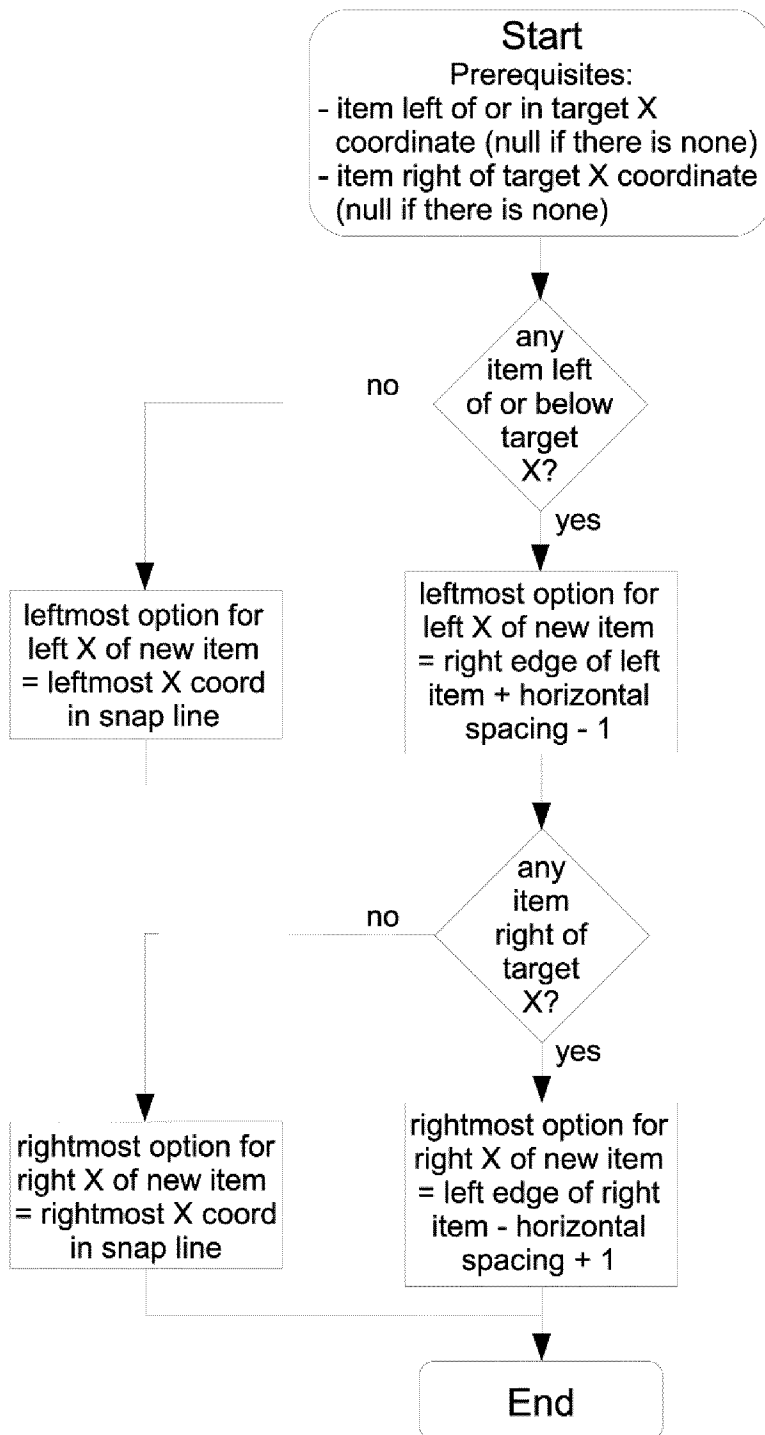 Start
Prerequisites:
- item left of or in target X
coordinate (null if there is none)
- item right of target X coordinate
(null if there is none)
any
item left
of or below
target
X?
no
yes
leftmost option for
left X of new item
= leftmost X coord
in snap line
leftmost option for
left X of new item
= right edge of left
item + horizontal
spacing - 1
any
item
right of
target
X?
no
yes
rightmost option for
right X of new item
= rightmost X coord
in snap line
rightmost option for
right X of new item
= left edge of right
item - horizontal
spacing + 1
End